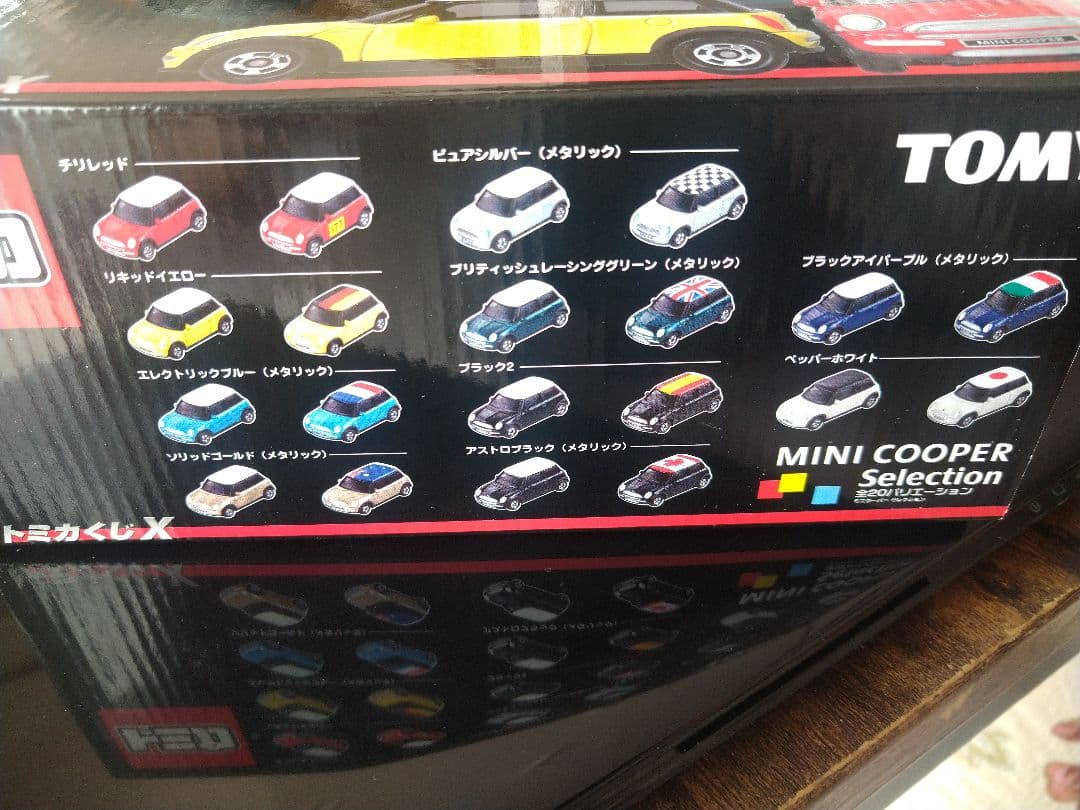 MINI COOPER
TOMY
チリレッド
ピュアシルバー（メタリック）
リキッドイエロー
ブリティッシュレーシンググリーン（メタリック）
ブラックアイパープル（メタリック）
エレクトリックブルー（メタリック）
ブラック2
ペッパーホワイト
ソリッドゴールド（メタリック）
アストロブラック（メタリック）
MINI COOPER
Selection
全20バリエーション
トミカくじX